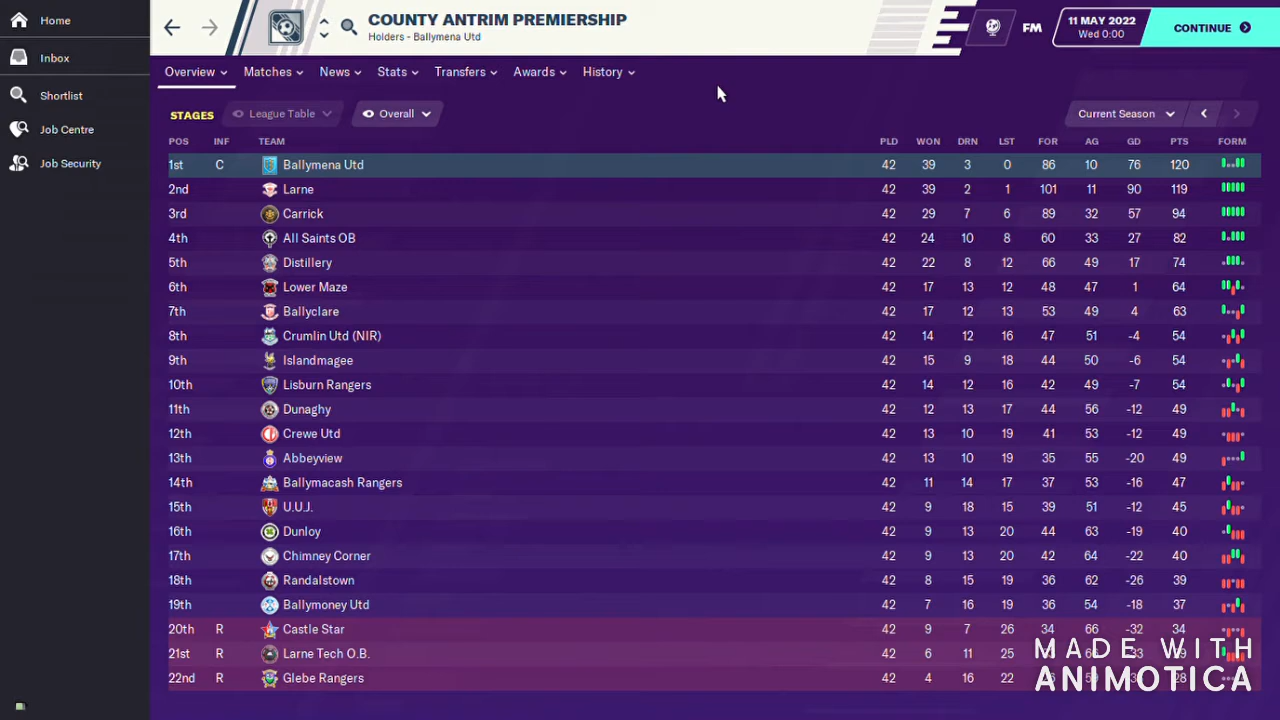 Home
Inbox
Shortlist
Job Centre
Job Security
COUNTY ANTRIM PREMIERSHIP
Holders - Ballymena Utd
FM
11 MAY 2022
Wed 0:00
CONTINUE
Overview Matches News Stats Transfers Awards History
STAGES League Table Overall Current Season
POS INF TEAM PLD WON DRN LST FOR AG GD PTS FORM
1st C Ballymena Utd 42 39 3 0 86 10 76 120
2nd Larne 42 39 2 1 101 11 90 119
3rd Carrick 42 29 7 6 89 32 57 94
4th All Saints OB 42 24 10 8 60 33 27 82
5th Distillery 42 22 8 12 66 49 17 74
6th Lower Maze 42 17 13 12 48 47 1 64
7th Ballyclare 42 17 12 13 53 49 4 63
8th Crumlin Utd (NIR) 42 14 12 16 47 51 -4 54
9th Islandmagee 42 15 9 18 44 50 -6 54
10th Lisburn Rangers 42 14 12 16 42 49 -7 54
11th Dunaghy 42 12 13 17 44 56 -12 49
12th Crewe Utd 42 13 10 19 41 53 -12 49
13th Abbeyview 42 13 10 19 35 55 -20 49
14th Ballymacash Rangers 42 11 14 17 37 53 -16 47
15th U.U.J. 42 9 18 15 39 51 -12 45
16th Dunloy 42 9 13 20 44 63 -19 40
17th Chimney Corner 42 9 13 20 42 64 -22 40
18th Randalstown 42 8 15 19 36 62 -26 39
19th Ballymoney Utd 42 7 16 19 36 54 -18 37
20th R Castle Star 42 9 7 26 34 66 -32 34
21st R Larne Tech O.B. 42 6 11 25
22nd R Glebe Rangers 42 4 16 22 28
MADE WITH
ANIMOTICA